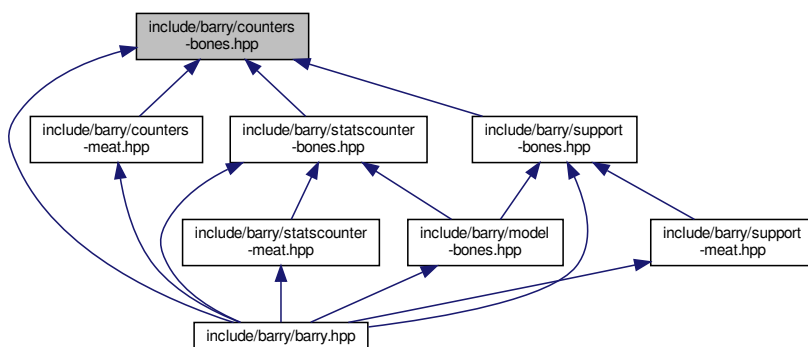 include/barry/counters
-bones.hpp
include/barry/counters
-meat.hpp
include/barry/statscounter
-bones.hpp
include/barry/support
-bones.hpp
include/barry/statscounter
-meat.hpp
include/barry/model
-bones.hpp
include/barry/support
-meat.hpp
include/barry/barry.hpp